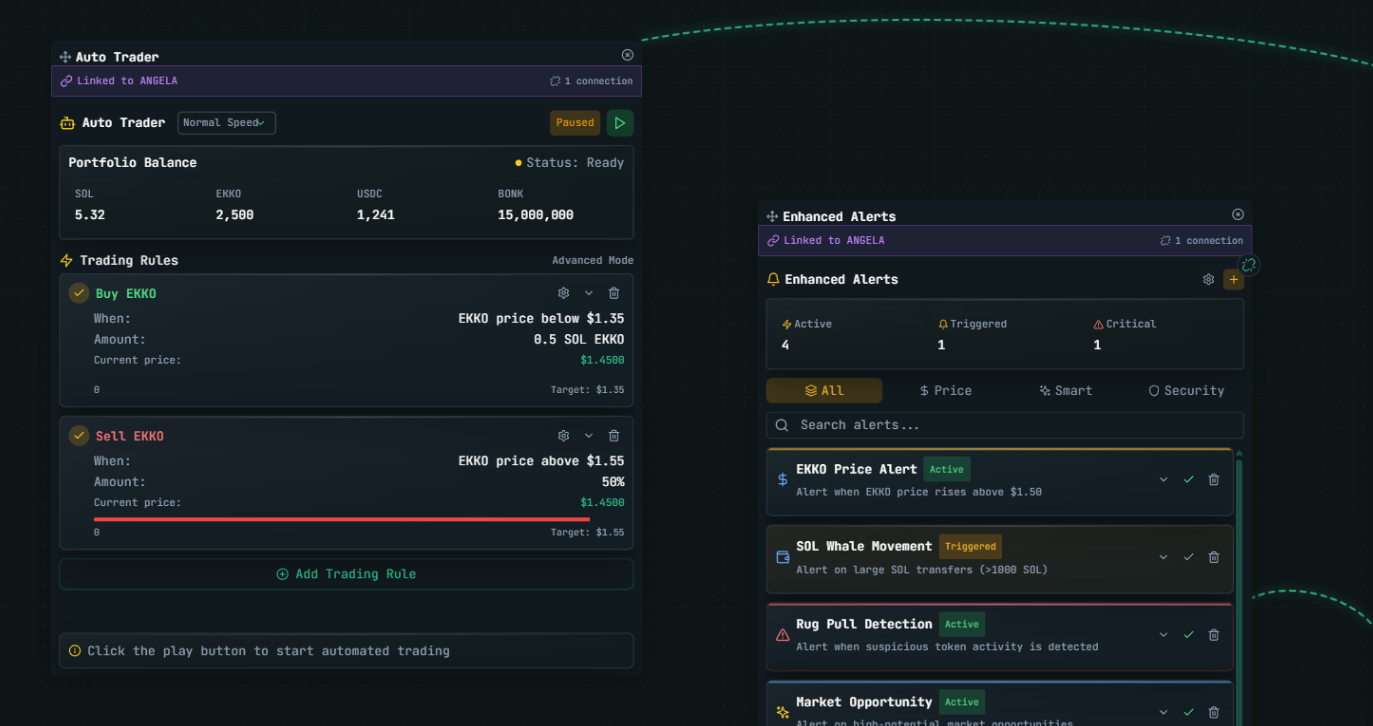 Auto Trader
Linked to ANGELA 1 connection
Auto Trader Normal Speed Paused
Portfolio Balance Status: Ready
SOL EKKO USDC BONK
5.32 2,500 1,241 15,000,000
Trading Rules Advanced Mode
Buy EKKO
When: EKKO price below $1.35
Amount: 0.5 SOL EKKO
Current price: $1.4500
0 Target: $1.35
Sell EKKO
When: EKKO price above $1.55
Amount: 50%
Current price: $1.4500
0 Target: $1.55
Add Trading Rule
Click the play button to start automated trading
Enhanced Alerts
Linked to ANGELA 1 connection
Enhanced Alerts
Active Triggered Critical
4 1 1
All Price Smart Security
Search alerts...
EKKO Price Alert Active
Alert when EKKO price rises above $1.50
SOL Whale Movement Triggered
Alert on large SOL transfers (>1000 SOL)
Rug Pull Detection Active
Alert when suspicious token activity is detected
Market Opportunity Active
Alert on high-potential market opportunities